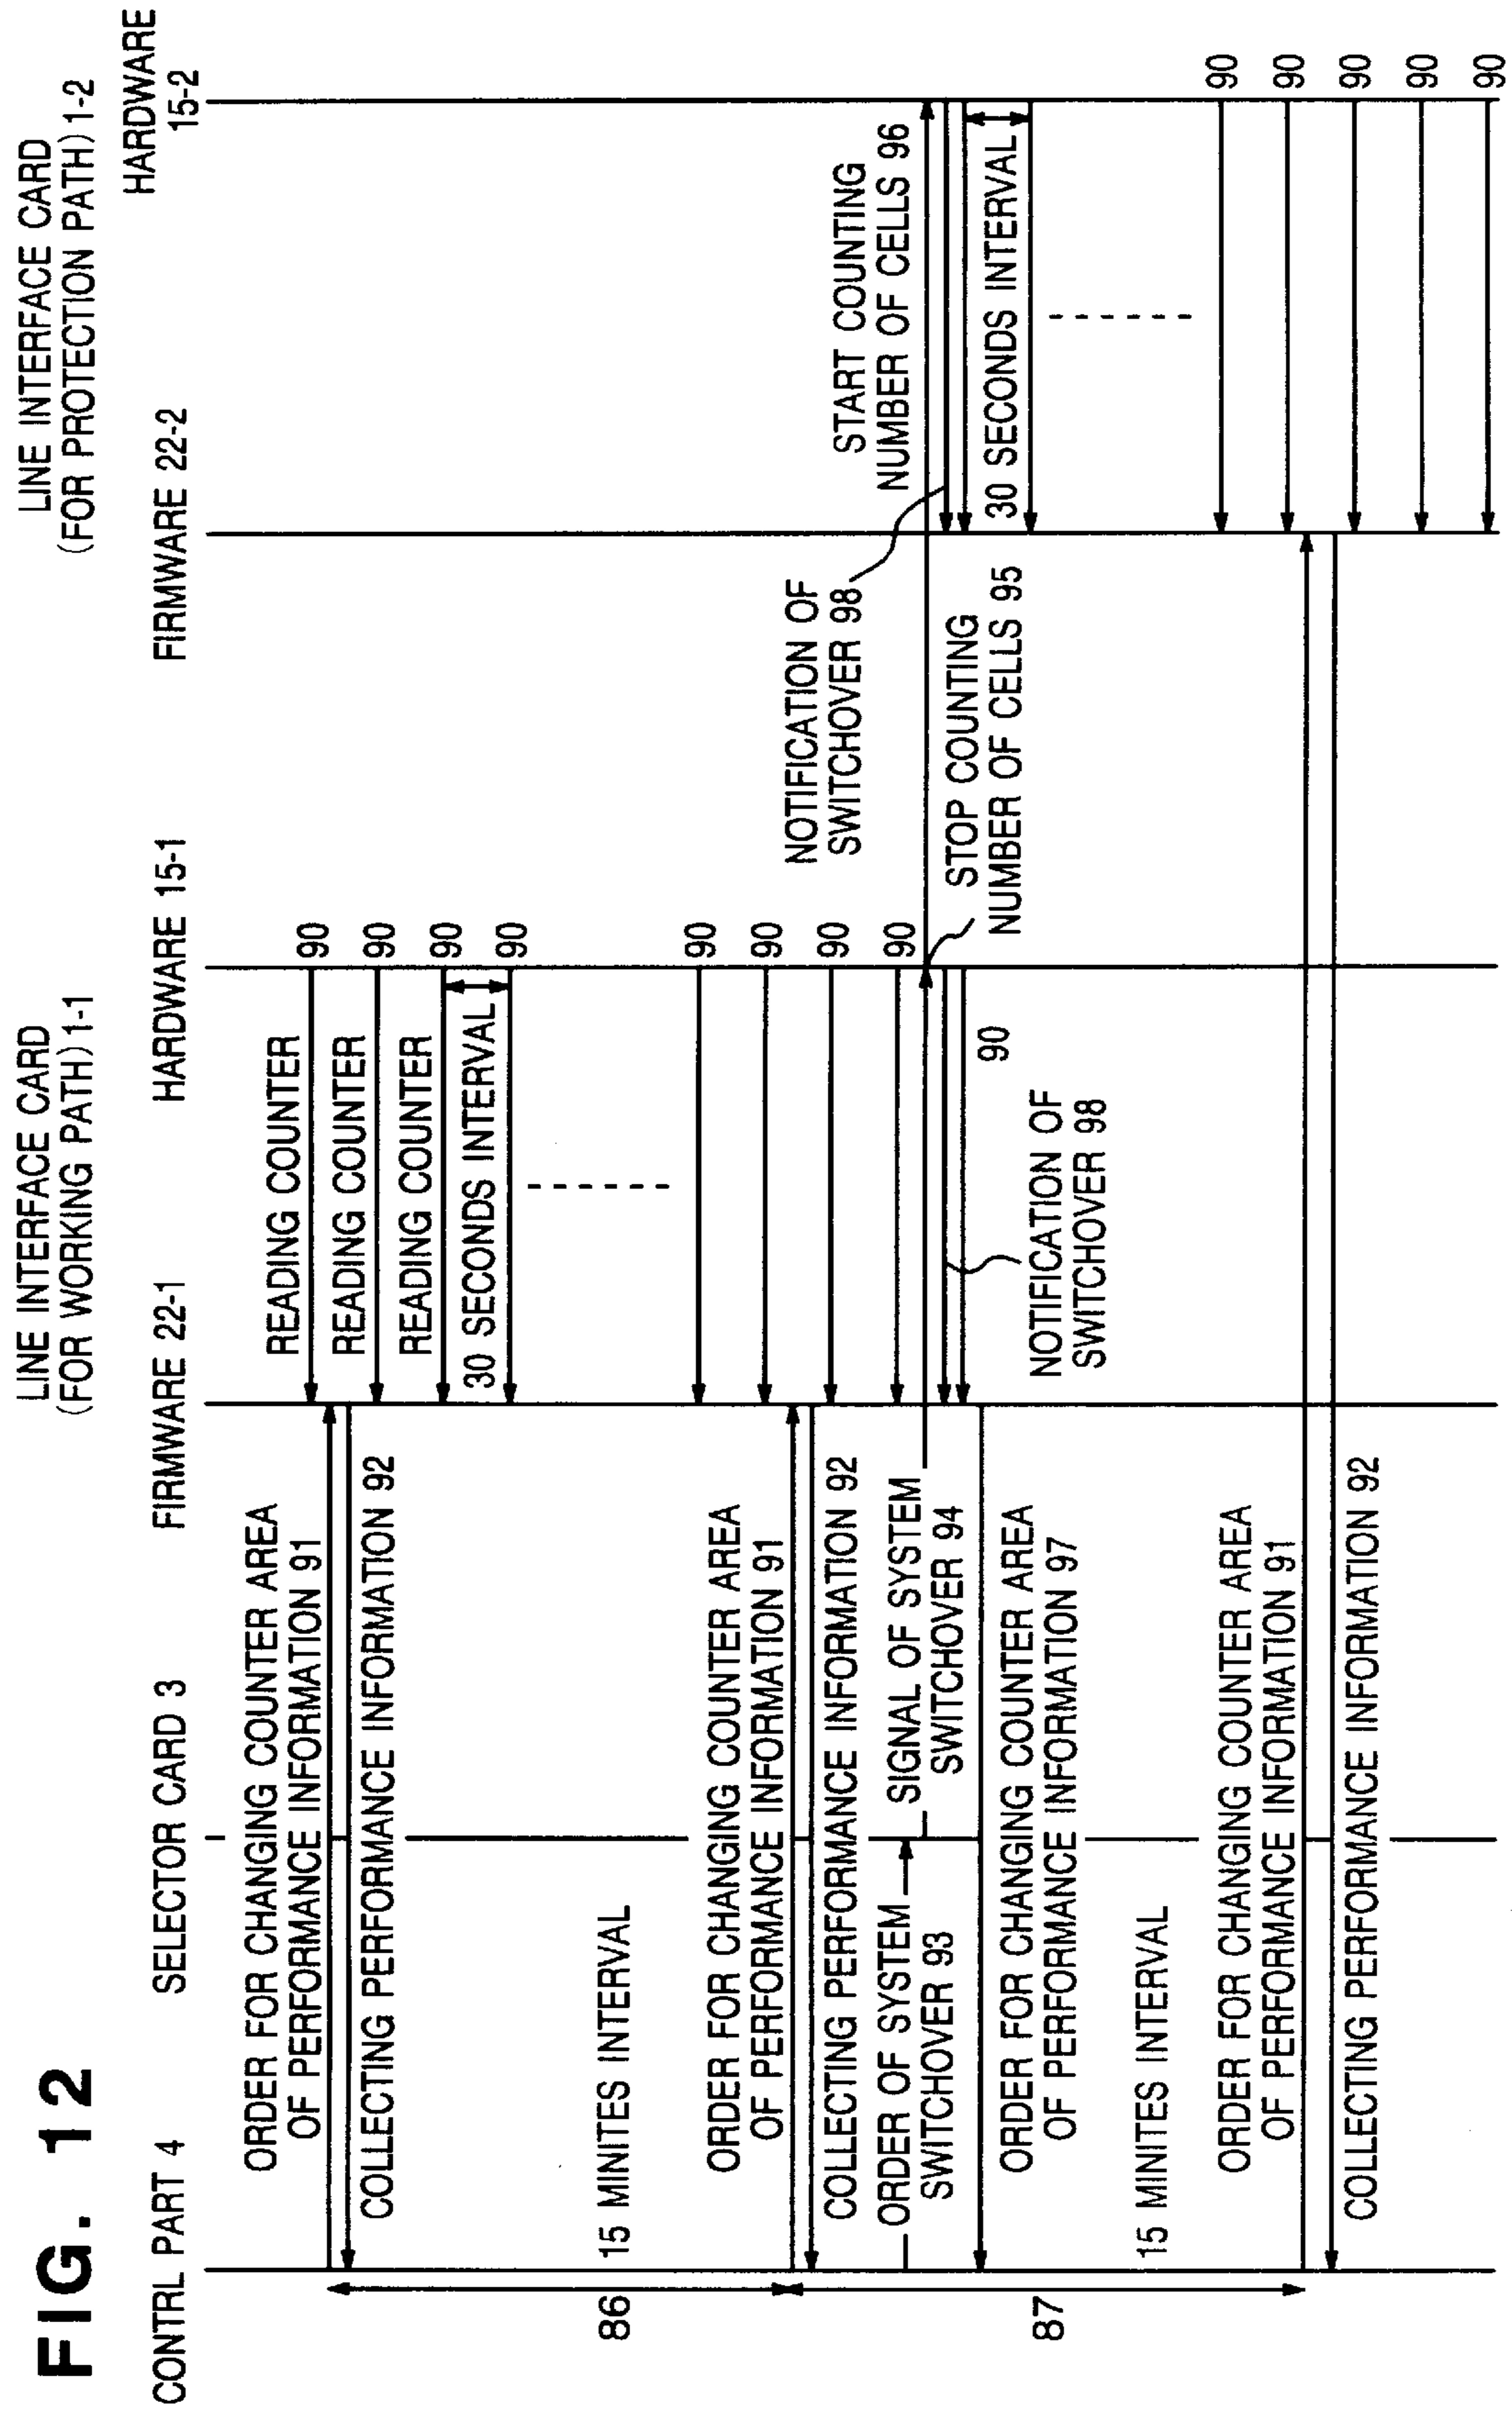 FIG. 12
LINE INTERFACE CARD
(FOR WORKING PATH)1-1
LINE INTERFACE CARD
(FOR PROTECTION PATH)1-2
CONTRL PART 4
SELECTOR CARD 3
FIRMWARE 22-1
HARDWARE 15-1
FIRMWARE 22-2
HARDWARE
15-2
ORDER FOR CHANGING COUNTER AREA
OF PERFORMANCE INFORMATION 91
COLLECTING PERFORMANCE INFORMATION 92
READING COUNTER
90
READING COUNTER
90
READING COUNTER
90
30 SECONDS INTERVAL
90
86
15 MINITES INTERVAL
90
90
90
90
ORDER FOR CHANGING COUNTER AREA
OF PERFORMANCE INFORMATION 91
COLLECTING PERFORMANCE INFORMATION 92
ORDER OF SYSTEM
SWITCHOVER 93
SIGNAL OF SYSTEM
SWITCHOVER 94
NOTIFICATION OF
SWITCHOVER 98
START COUNTING
NUMBER OF CELLS 96
STOP COUNTING
NUMBER OF CELLS 95
90
NOTIFICATION OF
SWITCHOVER 98
30 SECONDS INTERVAL
ORDER FOR CHANGING COUNTER AREA
OF PERFORMANCE INFORMATION 97
87
15 MINITES INTERVAL
ORDER FOR CHANGING COUNTER AREA
OF PERFORMANCE INFORMATION 91
COLLECTING PERFORMANCE INFORMATION 92
90
90
90
90
90